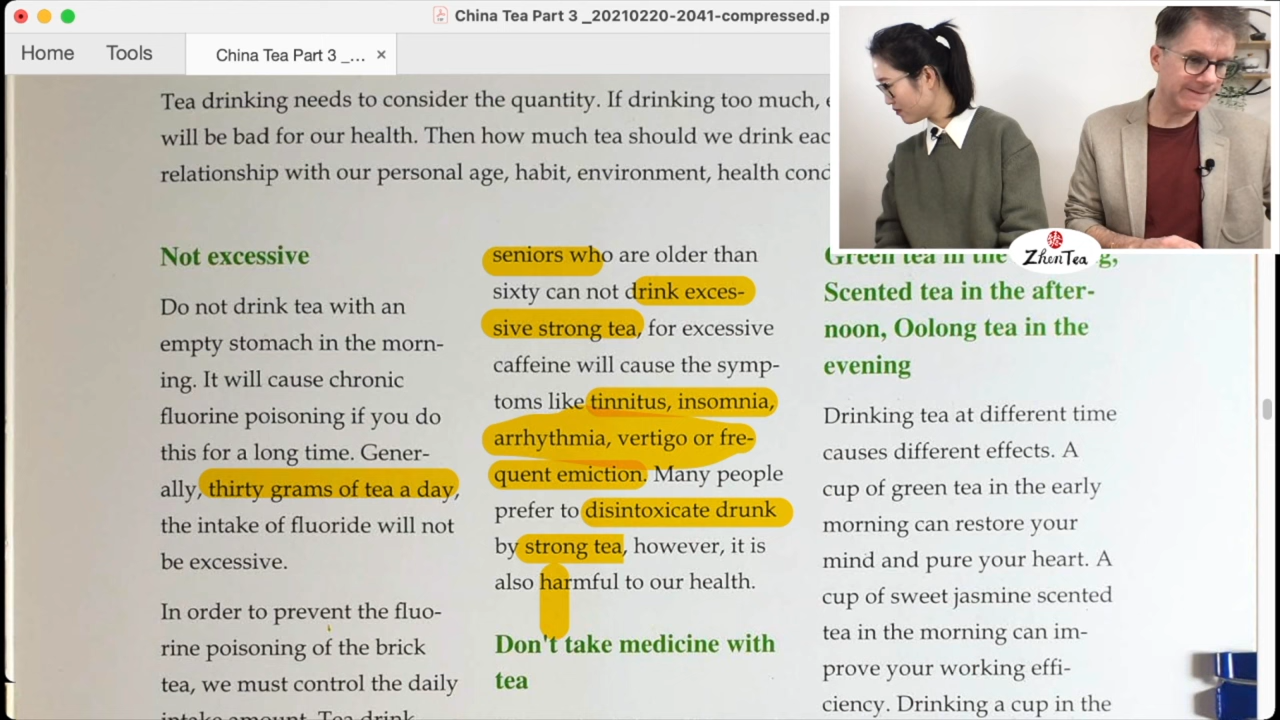 China Tea Part 3 _20210220-2041-compressed.p
Home
Tools
China Tea Part 3 _... ×
Tea drinking needs to consider the quantity. If drinking too much,
will be bad for our health. Then how much tea should we drink eac
relationship with our personal age, habit, environment, health cond
Not excessive
Do not drink tea with an
empty stomach in the morn-
ing. It will cause chronic
fluorine poisoning if you do
this for a long time. Gener-
ally, thirty grams of tea a day,
the intake of fluoride will not
be excessive.
In order to prevent the fluo-
rine poisoning of the brick
tea, we must control the daily
intake amount. Tea drink
seniors who are older than
sixty can not drink exces-
sive strong tea, for excessive
caffeine will cause the symp-
toms like tinnitus, insomnia,
arrhythmia, vertigo or fre-
quent emiction. Many people
prefer to disintoxicate drunk
by strong tea, however, it is
also harmful to our health.
Don't take medicine with
tea
Green tea in the g,
Scented tea in the after-
noon, Oolong tea in the
evening
Drinking tea at different time
causes different effects. A
cup of green tea in the early
morning can restore your
mind and pure your heart. A
cup of sweet jasmine scented
tea in the morning can im-
prove your working effi-
ciency. Drinking a cup in the
ZhenTea